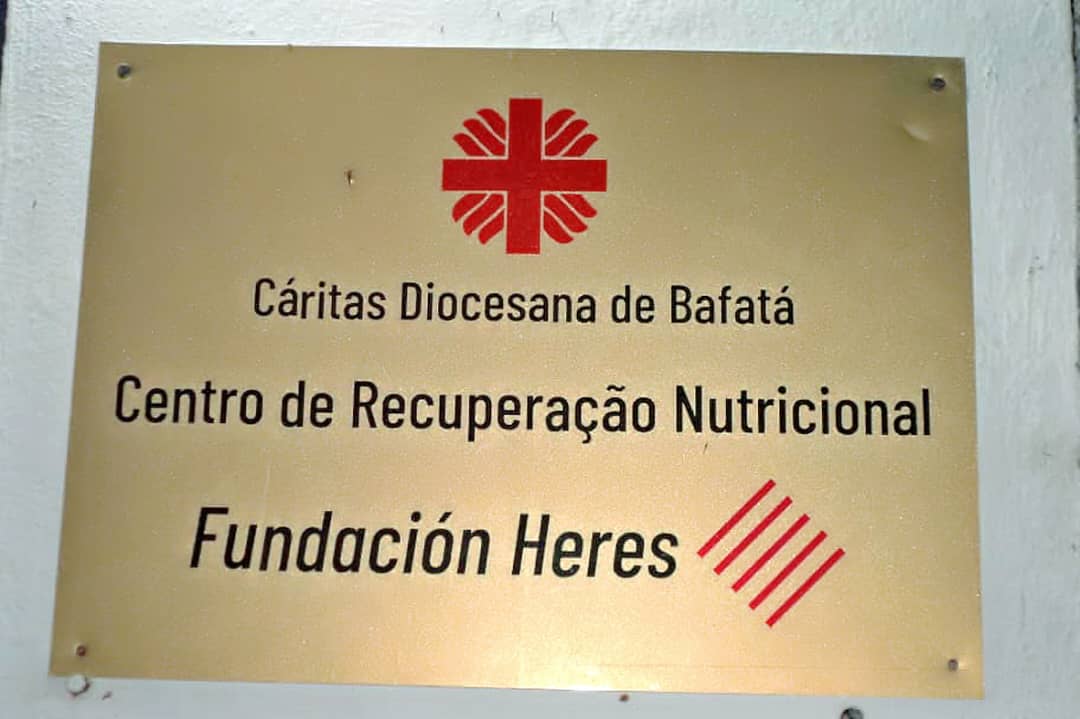 Cáritas Diocesana de Bafatá
Centro de Recuperação Nutricional
Fundación Heres